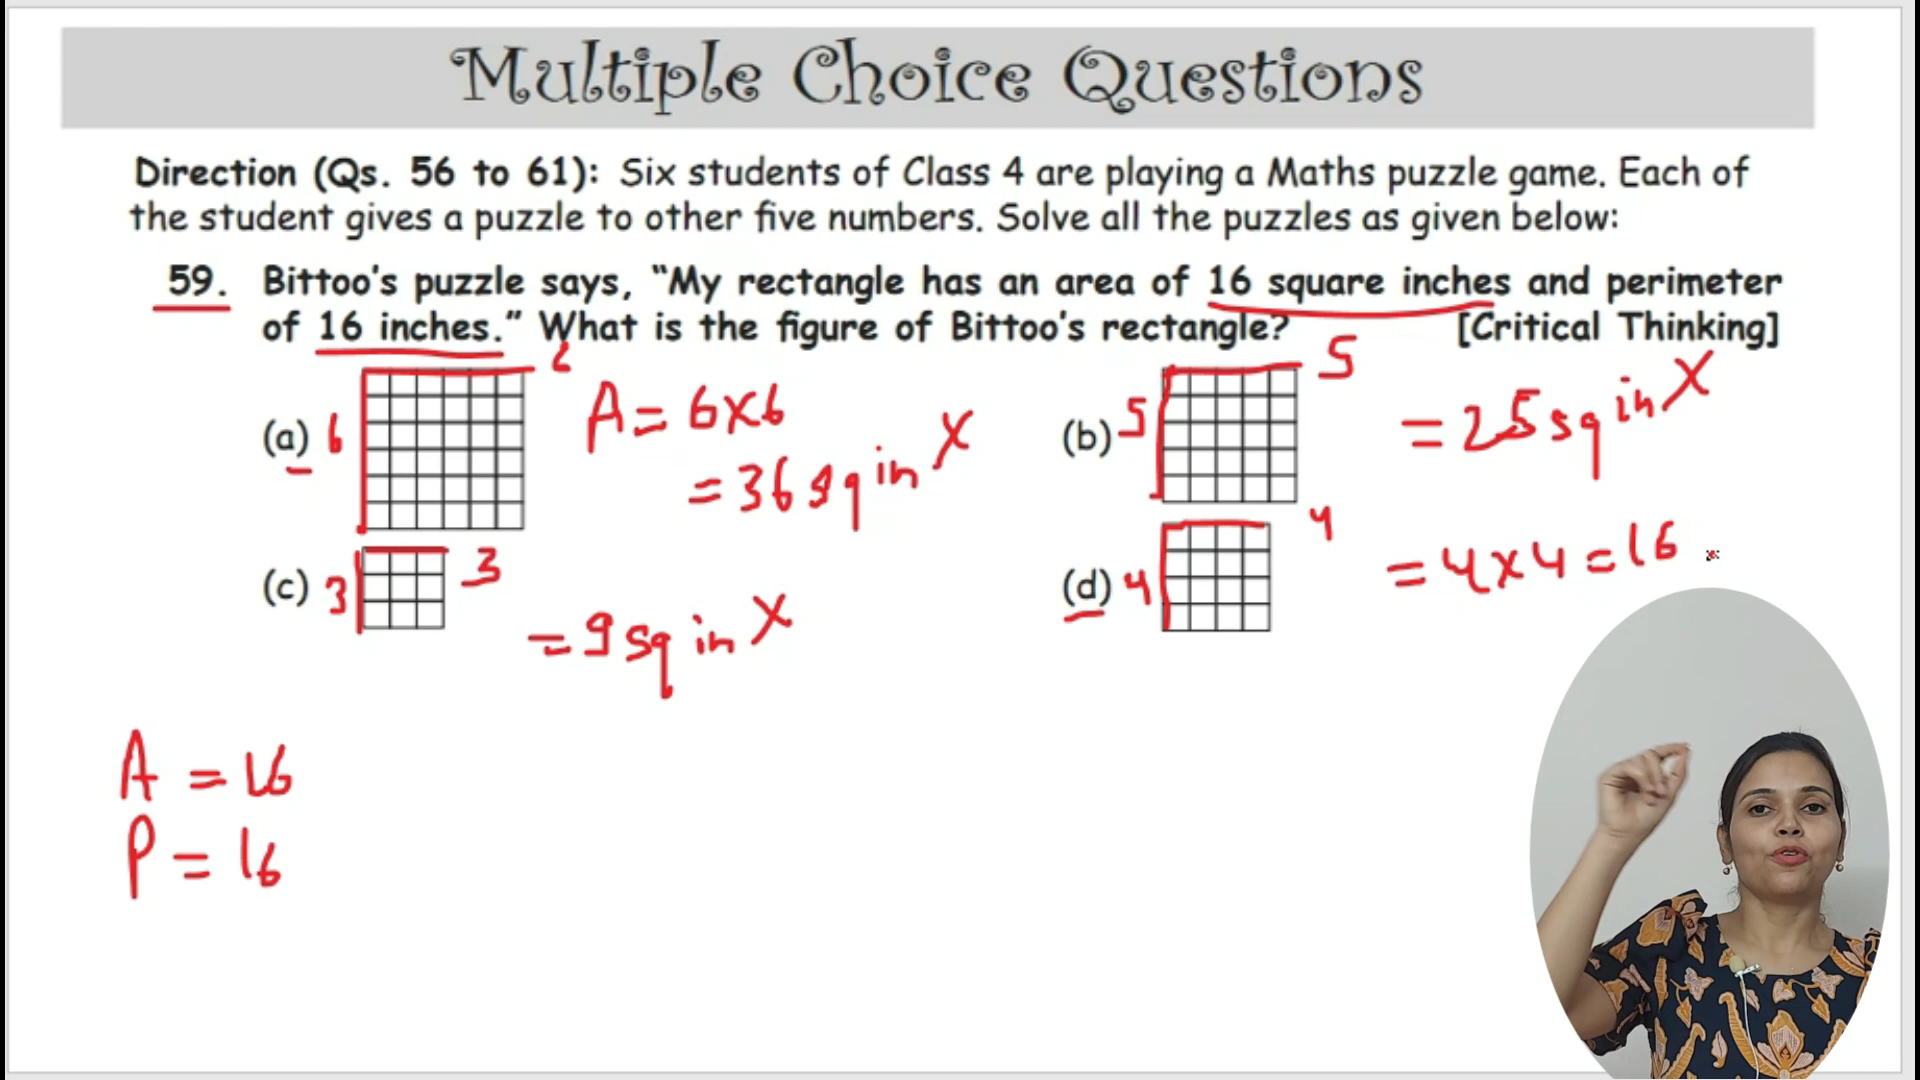 Multiple Choice Questions
Direction (Qs. 56 to 61): Six students of Class 4 are playing a Maths puzzle game. Each of
the student gives a puzzle to other five numbers. Solve all the puzzles as given below:
59. Bittoo's puzzle says, “My rectangle has an area of 16 square inches and perimeter
of 16 inches.” What is the figure of Bittoo's rectangle? [Critical Thinking]
(a) 6 6 A = 6x6
= 36 sq in X
(b) 5 5 = 25 sq in X
(c) 3 3
= 9 sq in X
(d) 4 4 = 4x4 = 16
A = 16
P = 16